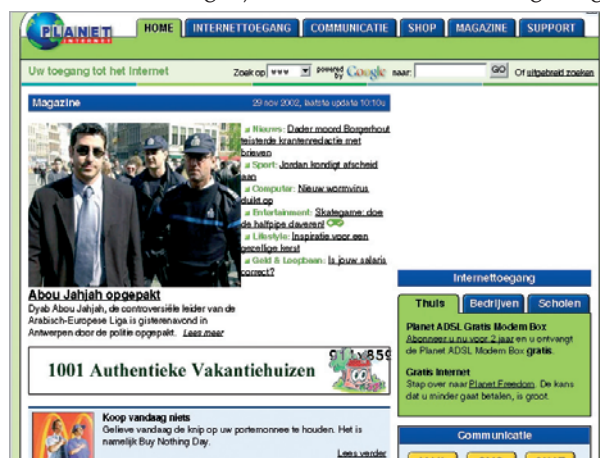 PLANET
INTERNET
HOME
INTERNETTOEGANG
COMMUNICATIE
SHOP
MAGAZINE
SUPPORT
Uw toegang tot het Internet
Zoek op www powered by Google naar: GO Of uitgebreid zoeken
Magazine
29 nov 2002, laatste update 10:10u
Nieuws: Dader moord Borgerhout
teisterde krantenredactie met
brieven
Sport: Jordan kondigt afscheid
aan
Computer: Nieuw wormvirus
duikt op
Entertainment: Skategame: doe
de halfpipe daveren!
Lifestyle: Inspiratie voor een
gezellige kerst
Geld & Loopbaan: Is jouw salaris
correct?
Abou Jahjah opgepakt
Dyab Abou Jahjah, de controversiële leider van de
Arabisch-Europese Liga is gisterenavond in
Antwerpen door de politie opgepakt. Lees meer
1001 Authentieke Vakantiehuizen
Koop vandaag niets
Gelieve vandaag de knip op uw portemonnee te houden. Het is
namelijk Buy Nothing Day.
Lees verder
Internettoegang
Thuis
Bedrijven
Scholen
Planet ADSL Gratis Modem Box
Abonneer u nu voor 2 jaar en u ontvangt
de Planet ADSL Modem Box gratis.
Gratis Internet
Stap over naar Planet Freedom. De kans
dat u minder gaat betalen, is groot.
Communicatie